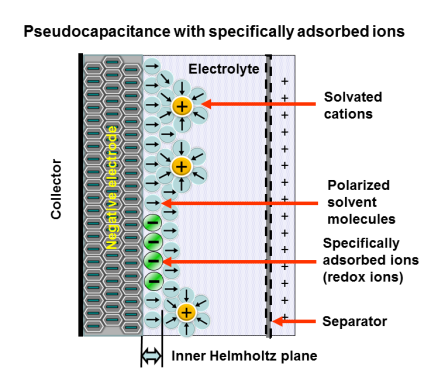 Pseudocapacitance with specifically adsorbed ions
Electrolyte
Collector
Negative electrode
Solvated
cations
Polarized
solvent
molecules
Specifically
adsorbed ions
(redox ions)
Separator
Inner Helmholtz plane